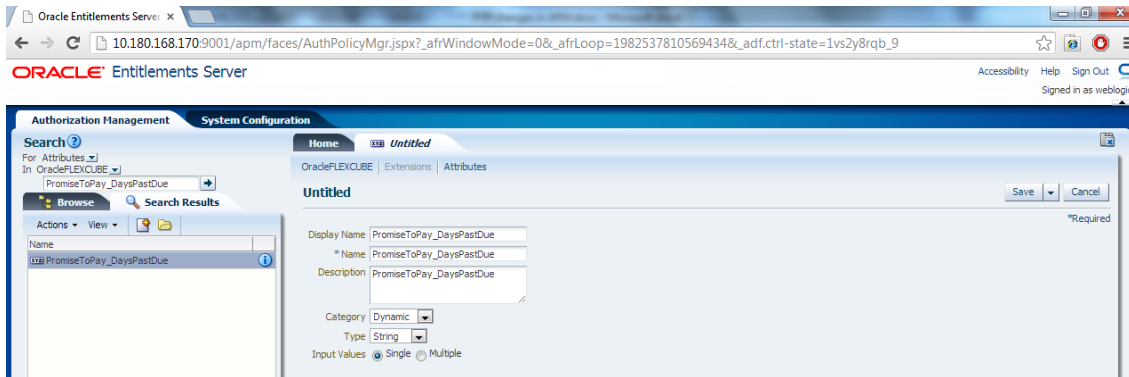 Oracle Entitlements Server
10.180.168.170:9001/apm/faces/AuthPolicyMgr.jspx?_afrWindowMode=0&_afrLoop=1982537810569434&_adf.ctrl-state=1vs2y8rqb_9
ORACLE Entitlements Server
Accessibility Help Sign Out
Signed in as weblogic
Authorization Management System Configuration
Search
For Attributes
In OracleFLEXCUBE
PromiseToPay_DaysPastDue
Browse Search Results
Actions View
Name
PromiseToPay_DaysPastDue
Home Untitled
OracleFLEXCUBE Extensions Attributes
Untitled
Save Cancel
*Required
Display Name PromiseToPay_DaysPastDue
* Name PromiseToPay_DaysPastDue
Description PromiseToPay_DaysPastDue
Category Dynamic
Type String
Input Values Single Multiple